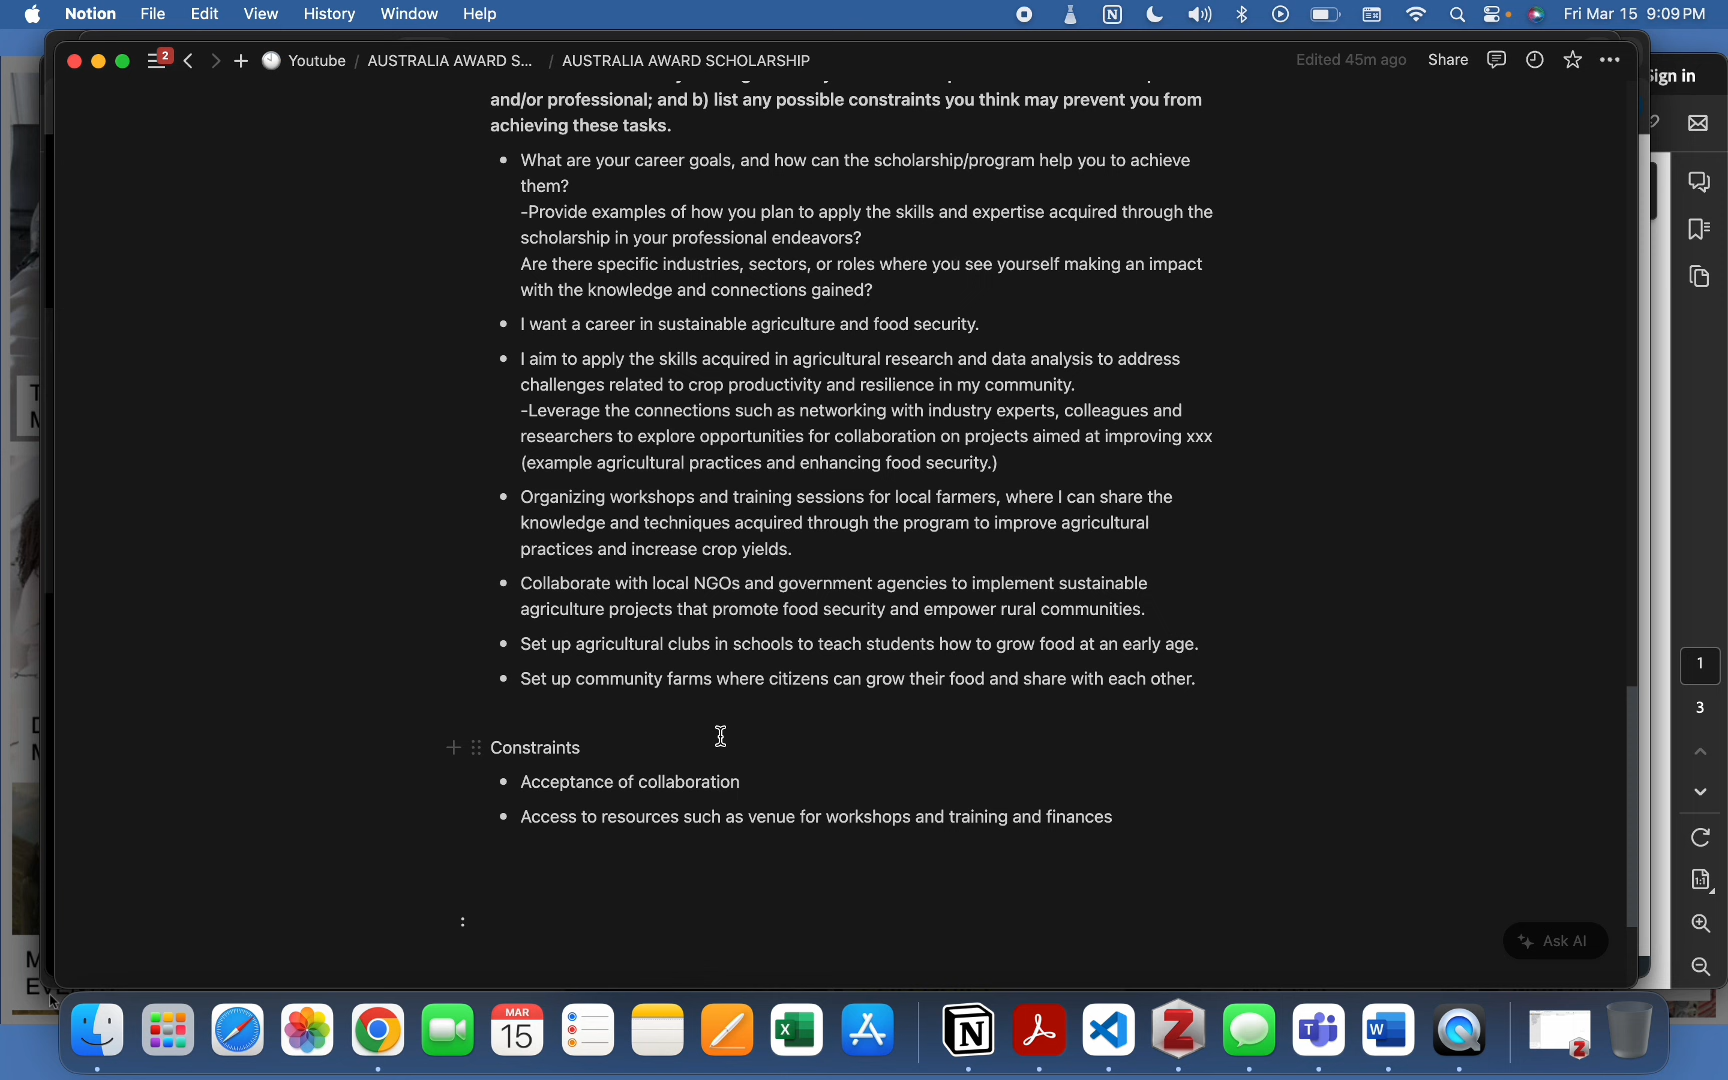 Notion File Edit View History Window Help Fri Mar 15 9:09 PM
2 Youtube / AUSTRALIA AWARD S... / AUSTRALIA AWARD SCHOLARSHIP Edited 45m ago Share
Sign in
and/or professional; and b) list any possible constraints you think may prevent you from
achieving these tasks.
• What are your career goals, and how can the scholarship/program help you to achieve
them?
-Provide examples of how you plan to apply the skills and expertise acquired through the
scholarship in your professional endeavors?
Are there specific industries, sectors, or roles where you see yourself making an impact
with the knowledge and connections gained?
• I want a career in sustainable agriculture and food security.
• I aim to apply the skills acquired in agricultural research and data analysis to address
challenges related to crop productivity and resilience in my community.
-Leverage the connections such as networking with industry experts, colleagues and
researchers to explore opportunities for collaboration on projects aimed at improving xxx
(example agricultural practices and enhancing food security.)
• Organizing workshops and training sessions for local farmers, where I can share the
knowledge and techniques acquired through the program to improve agricultural
practices and increase crop yields.
• Collaborate with local NGOs and government agencies to implement sustainable
agriculture projects that promote food security and empower rural communities.
• Set up agricultural clubs in schools to teach students how to grow food at an early age.
• Set up community farms where citizens can grow their food and share with each other.
1
3
Constraints
• Acceptance of collaboration
• Access to resources such as venue for workshops and training and finances
:
Ask AI
1:1
MAR
15
N
X
Z
T
W